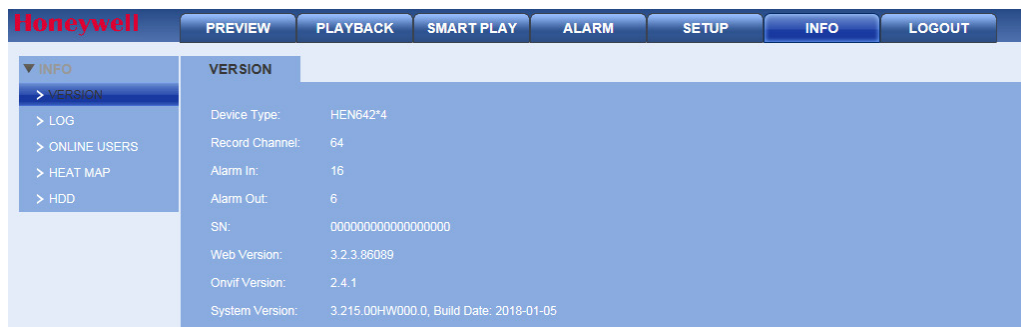 Honeywell
PREVIEW PLAYBACK SMART PLAY ALARM SETUP INFO LOGOUT
INFO
> VERSION
> LOG
> ONLINE USERS
> HEAT MAP
> HDD
VERSION
Device Type: HEN642*4
Record Channel: 64
Alarm In: 16
Alarm Out: 6
SN: 000000000000000000
Web Version: 3.2.3.86089
Onvif Version: 2.4.1
System Version: 3.215.00HW000.0, Build Date: 2018-01-05